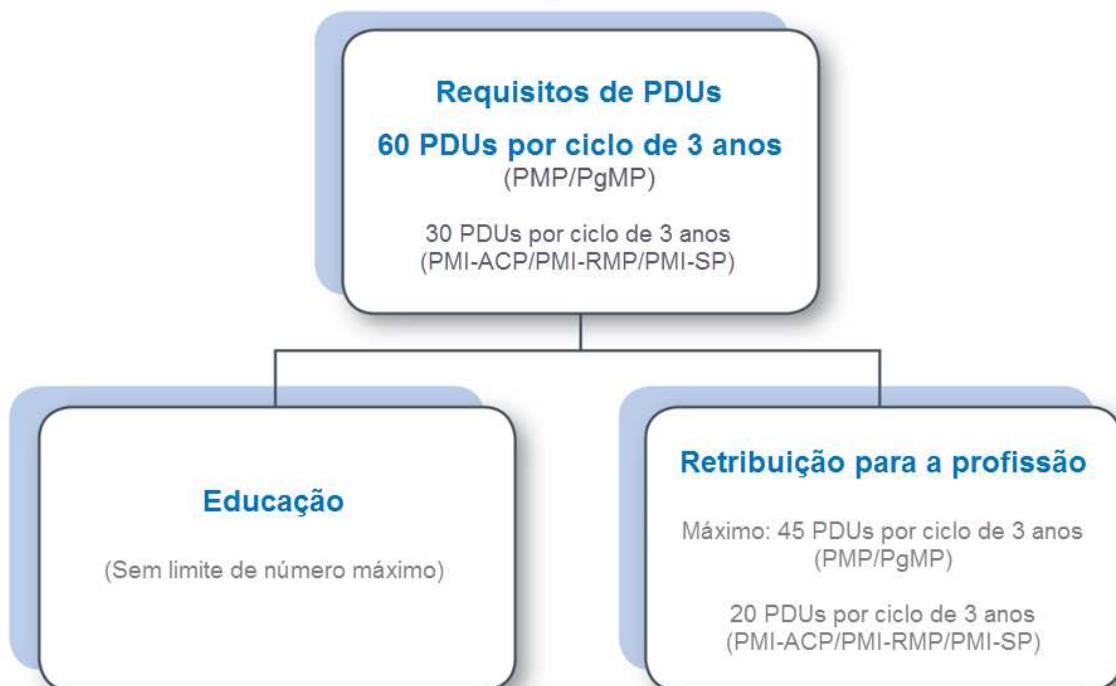 Requisitos de PDUs
60 PDUs por ciclo de 3 anos
(PMP/PgMP)
30 PDUs por ciclo de 3 anos
(PMI-ACP/PMI-RMP/PMI-SP)
Educação
(Sem limite de número máximo)
Retribuição para a profissão
Máximo: 45 PDUs por ciclo de 3 anos
(PMP/PgMP)
20 PDUs por ciclo de 3 anos
(PMI-ACP/PMI-RMP/PMI-SP)